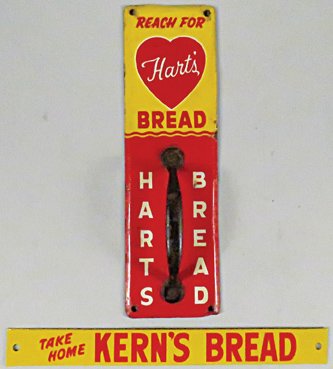 REACH FOR
Hart's
BREAD
HARTS
BREAD
TAKE HOME KERN'S BREAD